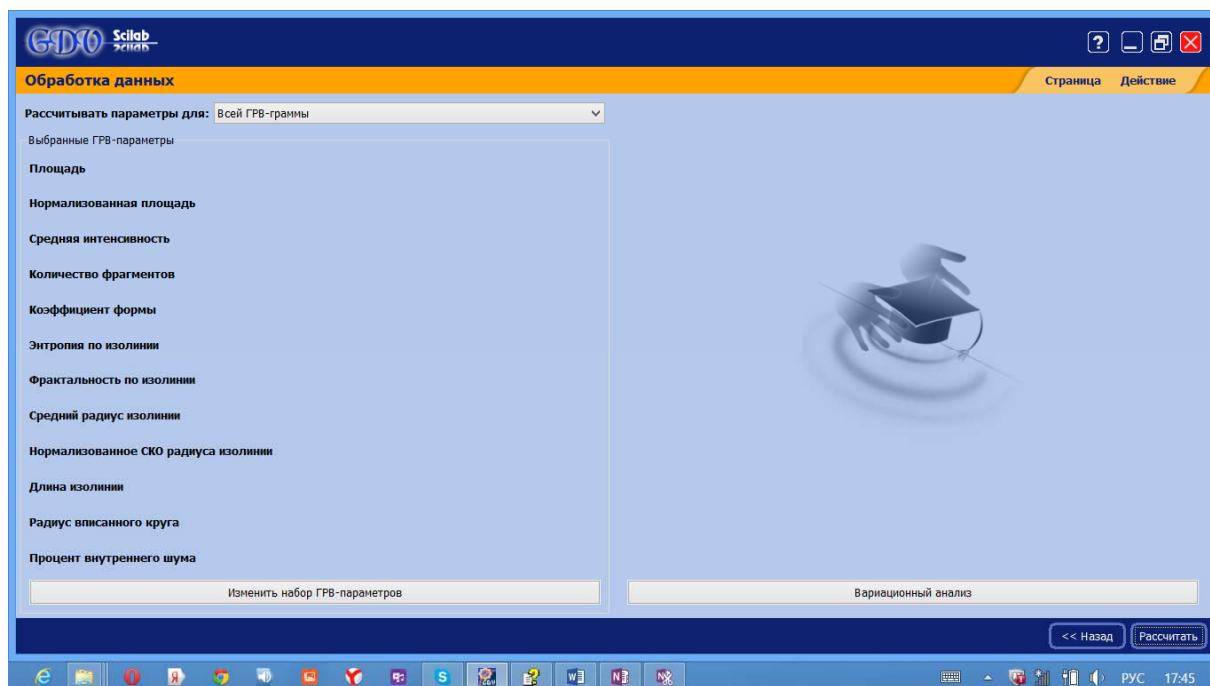 GDV Scilab
Обработка данных
Страница Действие
Рассчитывать параметры для: Всей ГРВ-граммы
Выбранные ГРВ-параметры
Площадь
Нормализованная площадь
Средняя интенсивность
Количество фрагментов
Коэффициент формы
Энтропия по изолинии
Фрактальность по изолинии
Средний радиус изолинии
Нормализованное СКО радиуса изолинии
Длина изолинии
Радиус вписанного круга
Процент внутреннего шума
Изменить набор ГРВ-параметров
Вариационный анализ
<< Назад Рассчитать
РУС 17:45